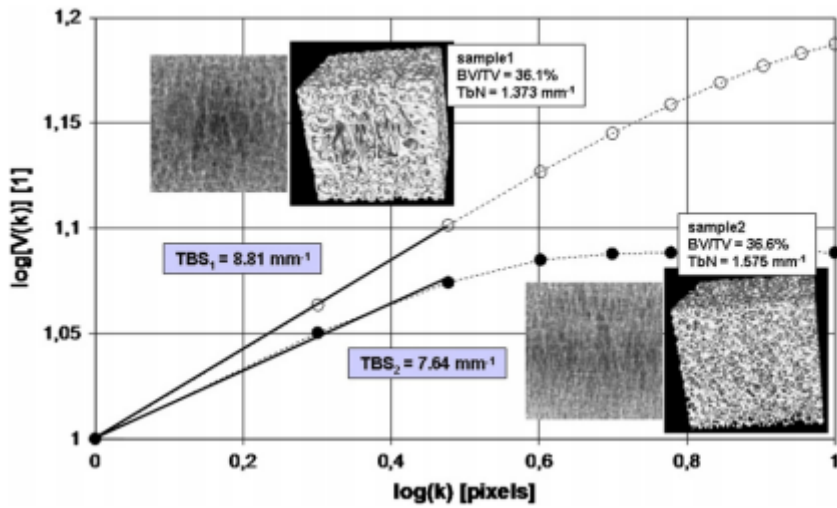 1,2
1,15
1,1
1,05
1
log[V(k)] [1]
sample1
BV/TV = 36.1%
TbN = 1.373 mm-1
TBS1 = 8.81 mm-1
sample2
BV/TV = 36.6%
TbN = 1.575 mm-1
TBS2 = 7.64 mm-1
0
0,2
0,4
0,6
0,8
1
log(k) [pixels]